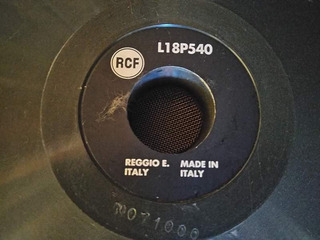 L18P540
RCF
REGGIO E. MADE IN
ITALY ITALY